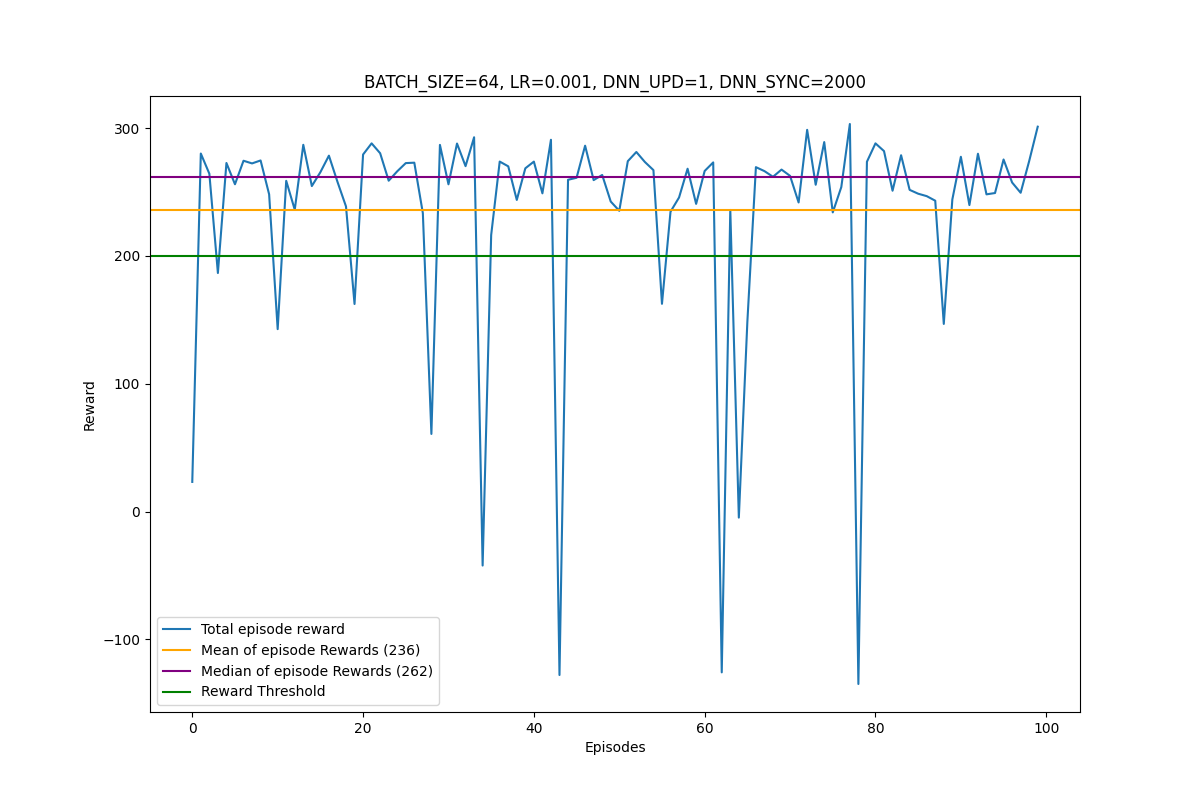 BATCH_SIZE=64, LR=0.001, DNN_UPD=1, DNN_SYNC=2000
300
200
100
0
−100
Reward
Total episode reward
Mean of episode Rewards (236)
Median of episode Rewards (262)
Reward Threshold
0
20
40
60
80
100
Episodes